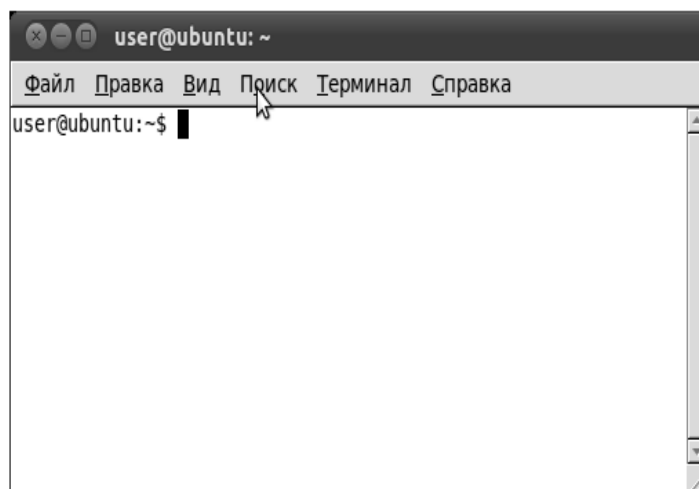 user@ubuntu: ~
Файл Правка Вид Поиск Терминал Справка
user@ubuntu:~$